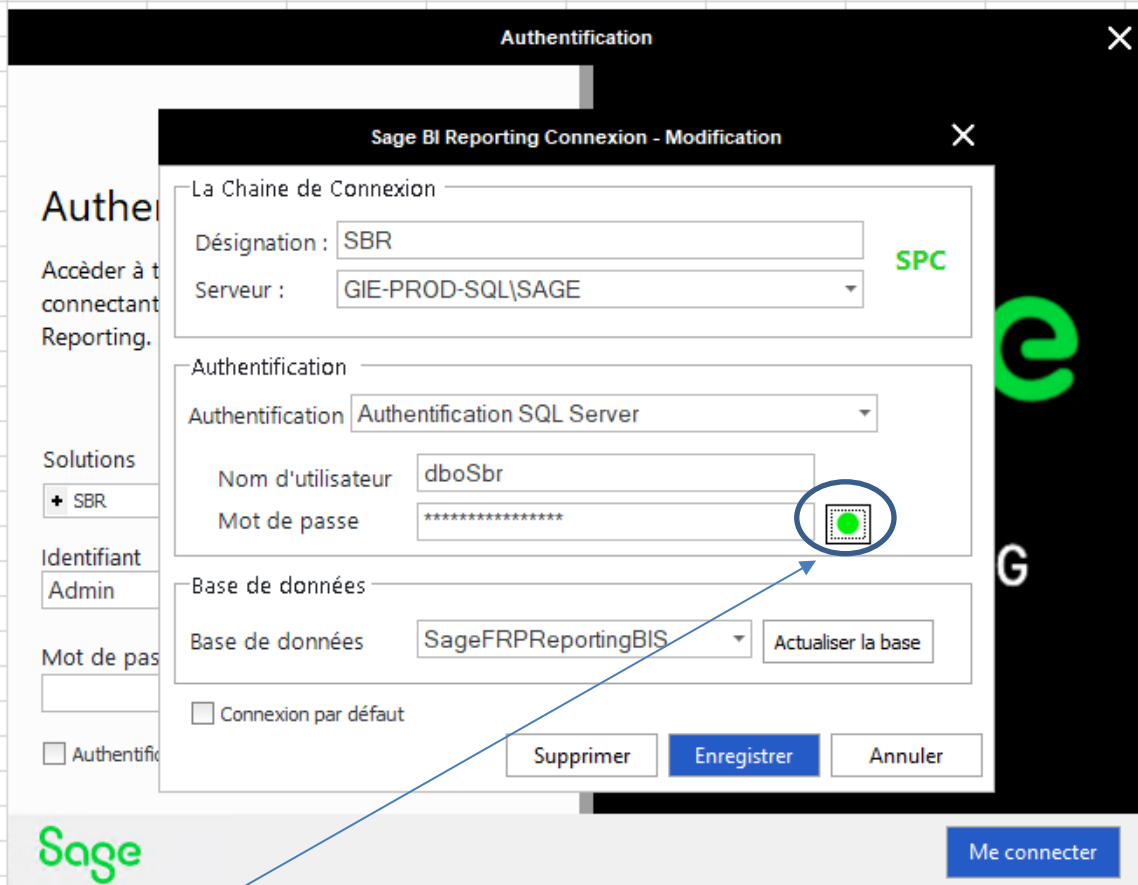 Authentification
Sage BI Reporting Connexion - Modification
La Chaine de Connexion
Désignation : SBR
SPC
Serveur : GIE-PROD-SQL\SAGE
Authentification
Authentification Authentification SQL Server
Nom d'utilisateur dboSbr
Mot de passe ****************
Base de données
Base de données SageFRPReportingBIS Actualiser la base
Connexion par défaut
Supprimer Enregistrer Annuler
Accèder à t
connectant
Reporting.
Solutions
+ SBR
Identifiant
Admin
Mot de pas
e
G
Sage
Me connecter